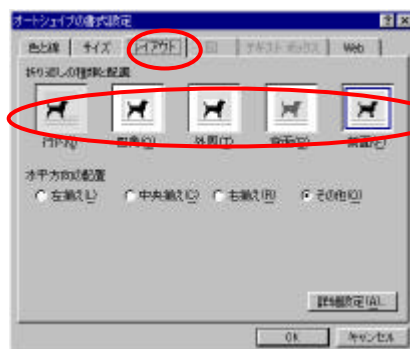 オートシェイプの書式設定
色と線 サイズ レイアウト 図 テキスト ボックス Web
折り返しの種類と配置
行内(I) 四角(Q) 外周(T) 背面(B) 前面(F)
水平方向の配置
左揃え(L) 中央揃え(C) 右揃え(R) その他(O)
詳細設定(A)...
OK キャンセル